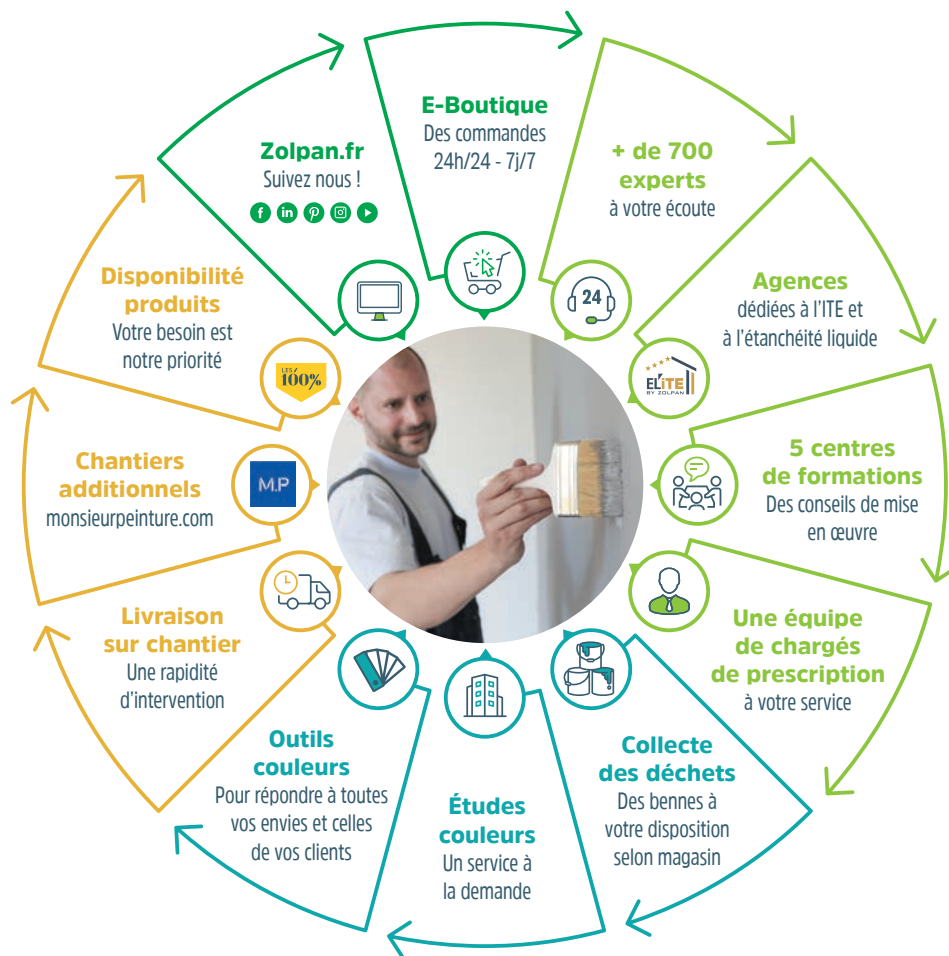 E-Boutique
Des commandes
24h/24 - 7j/7
+ de 700
experts
à votre écoute
24
Agences
dédiées à l'ITE et
à l'étanchéité liquide
ELITE
BY ZOLPAN
5 centres
de formations
Des conseils de mise
en œuvre
Une équipe
de chargés
de prescription
à votre service
Collecte
des déchets
Des bennes à
votre disposition
selon magasin
Études
couleurs
Un service à
la demande
Outils
couleurs
Pour répondre à toutes
vos envies et celles
de vos clients
Livraison
sur chantier
Une rapidité
d'intervention
Chantiers
additionnels
monsieurpeinture.com
M.P
Disponibilité
produits
Votre besoin est
notre priorité
LES
100%
Zolpan.fr
Suivez nous !
f in